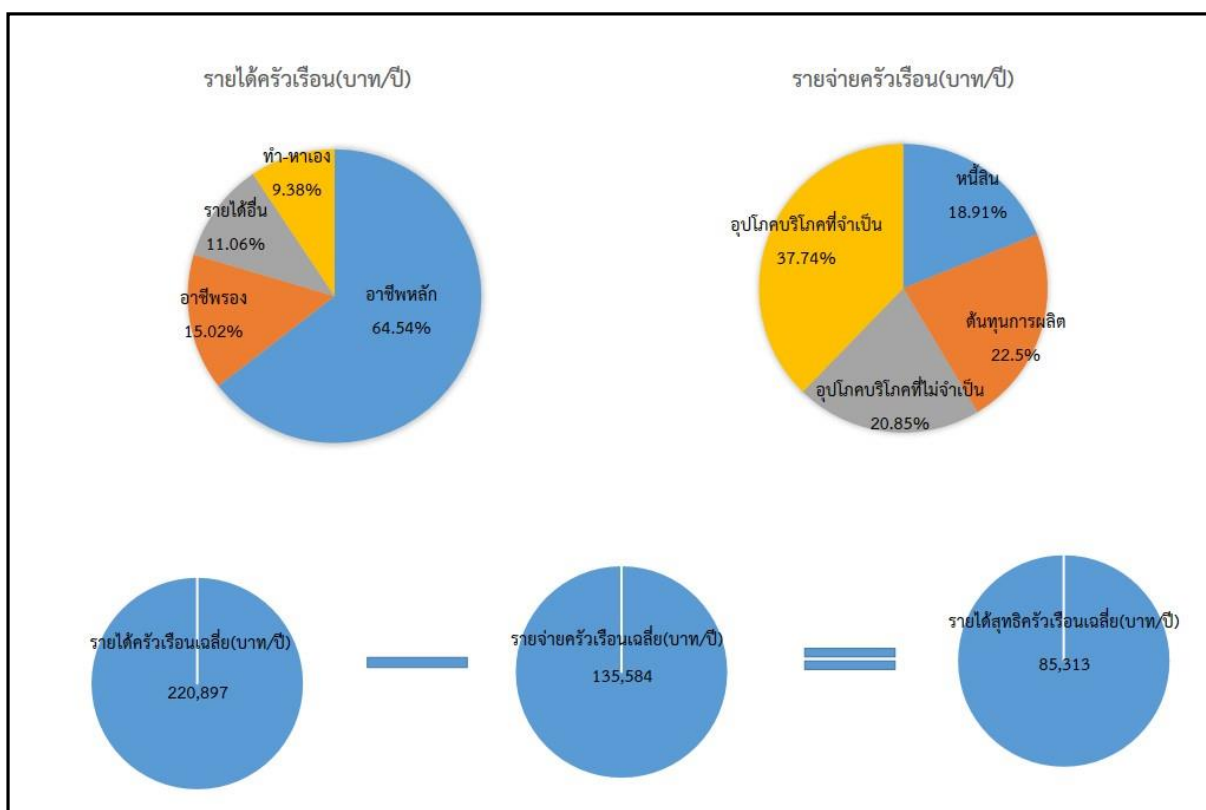 รายได้ครัวเรือน(บาท/ปี)
ทำ-หาเอง
9.38%
รายได้อื่น
11.06%
อาชีพรอง
15.02%
อาชีพหลัก
64.54%
รายจ่ายครัวเรือน(บาท/ปี)
หนี้สิน
18.91%
อุปโภคบริโภคที่จำเป็น
37.74%
ต้นทุนการผลิต
22.5%
อุปโภคบริโภคที่ไม่จำเป็น
20.85%
รายได้ครัวเรือนเฉลี่ย(บาท/ปี)
220,897
รายจ่ายครัวเรือนเฉลี่ย(บาท/ปี)
135,584
รายได้สุทธิครัวเรือนเฉลี่ย(บาท/ปี)
85,313